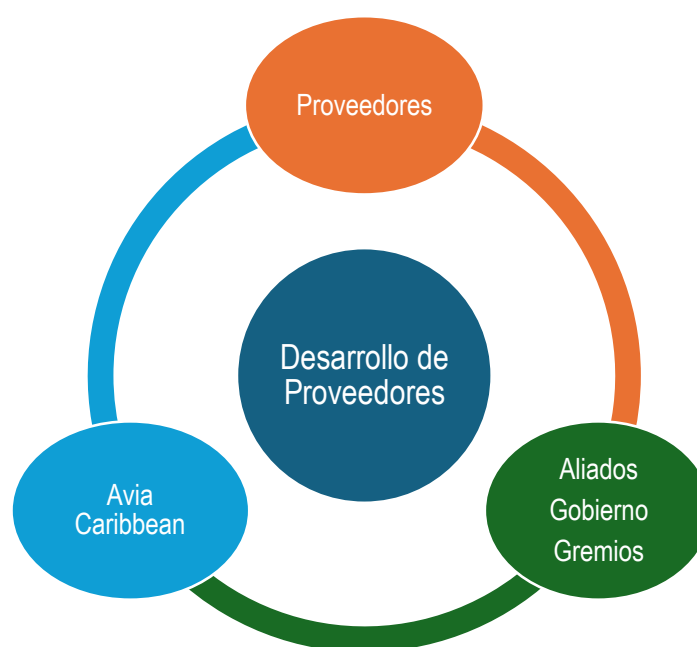 Proveedores
Desarrollo de
Proveedores
Avia
Caribbean
Aliados
Gobierno
Gremios